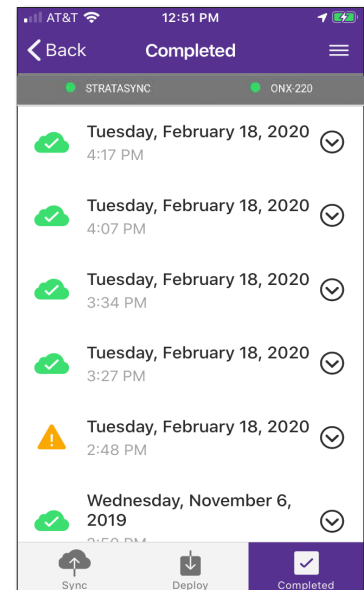 AT&T 12:51 PM
Back Completed
STRATASYNC ONX-220
Tuesday, February 18, 2020
4:17 PM
Tuesday, February 18, 2020
4:07 PM
Tuesday, February 18, 2020
3:34 PM
Tuesday, February 18, 2020
3:27 PM
Tuesday, February 18, 2020
2:48 PM
Wednesday, November 6,
2019
Sync Deploy Completed